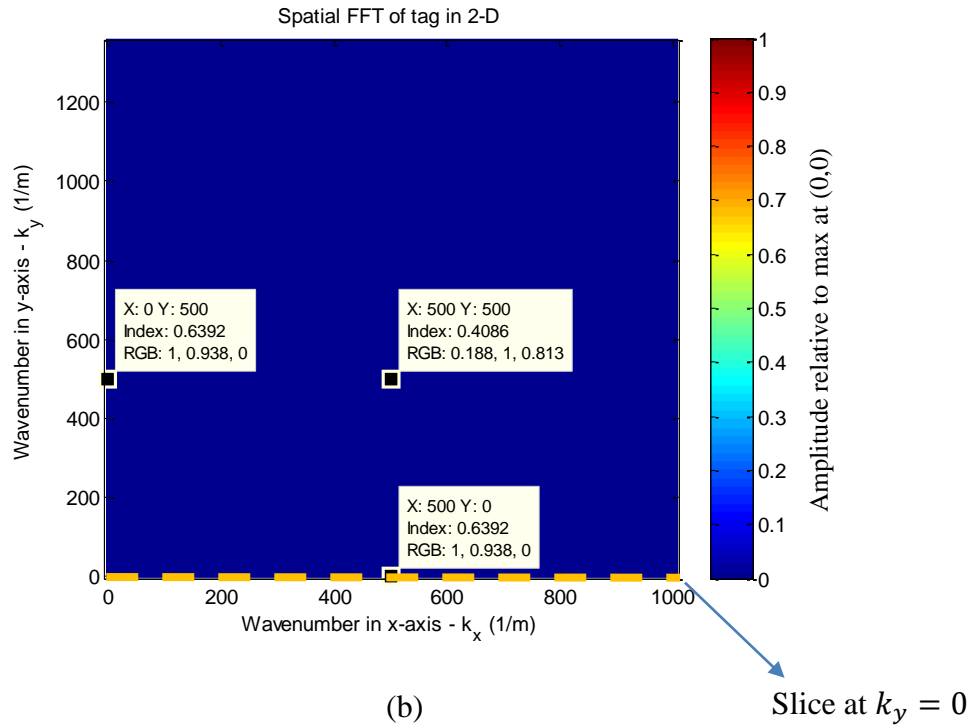 Spatial FFT of tag in 2-D
Wavenumber in y-axis - k_y (1/m)
1200
1000
800
600
400
200
0
X: 0 Y: 500
Index: 0.6392
RGB: 1, 0.938, 0
X: 500 Y: 500
Index: 0.4086
RGB: 0.188, 1, 0.813
X: 500 Y: 0
Index: 0.6392
RGB: 1, 0.938, 0
0 200 400 600 800 1000
Wavenumber in x-axis - k_x (1/m)
1
0.9
0.8
0.7
0.6
0.5
0.4
0.3
0.2
0.1
0
Amplitude relative to max at (0,0)
Slice at k_y = 0
(b)